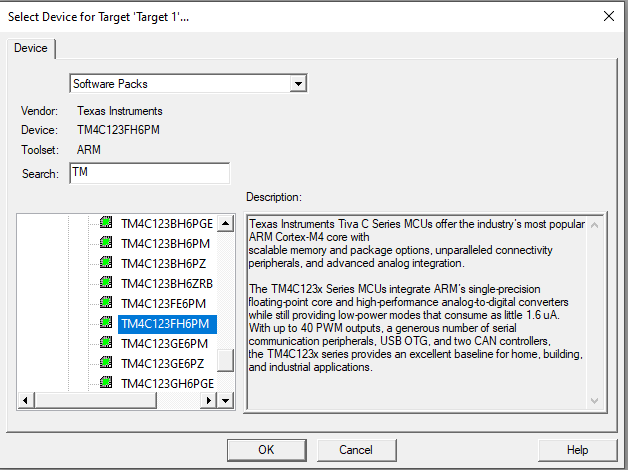 Select Device for Target 'Target 1'...
Device
Software Packs
Vendor: Texas Instruments
Device: TM4C123FH6PM
Toolset: ARM
Search: TM
Description:
TM4C123BH6PGE
TM4C123BH6PM
TM4C123BH6PZ
TM4C123BH6ZRB
TM4C123FE6PM
TM4C123FH6PM
TM4C123GE6PM
TM4C123GE6PZ
TM4C123GH6PGE
Texas Instruments Tiva C Series MCUs offer the industry's most popular
ARM Cortex-M4 core with
scalable memory and package options, unparalleled connectivity
peripherals, and advanced analog integration.
The TM4C123x Series MCUs integrate ARM's single-precision
floating-point core and high-performance analog-to-digital converters
while still providing low-power modes that consume as little 1.6 uA.
With up to 40 PWM outputs, a generous number of serial
communication peripherals, USB OTG, and two CAN controllers,
the TM4C123x series provides an excellent baseline for home, building,
and industrial applications.
OK
Cancel
Help